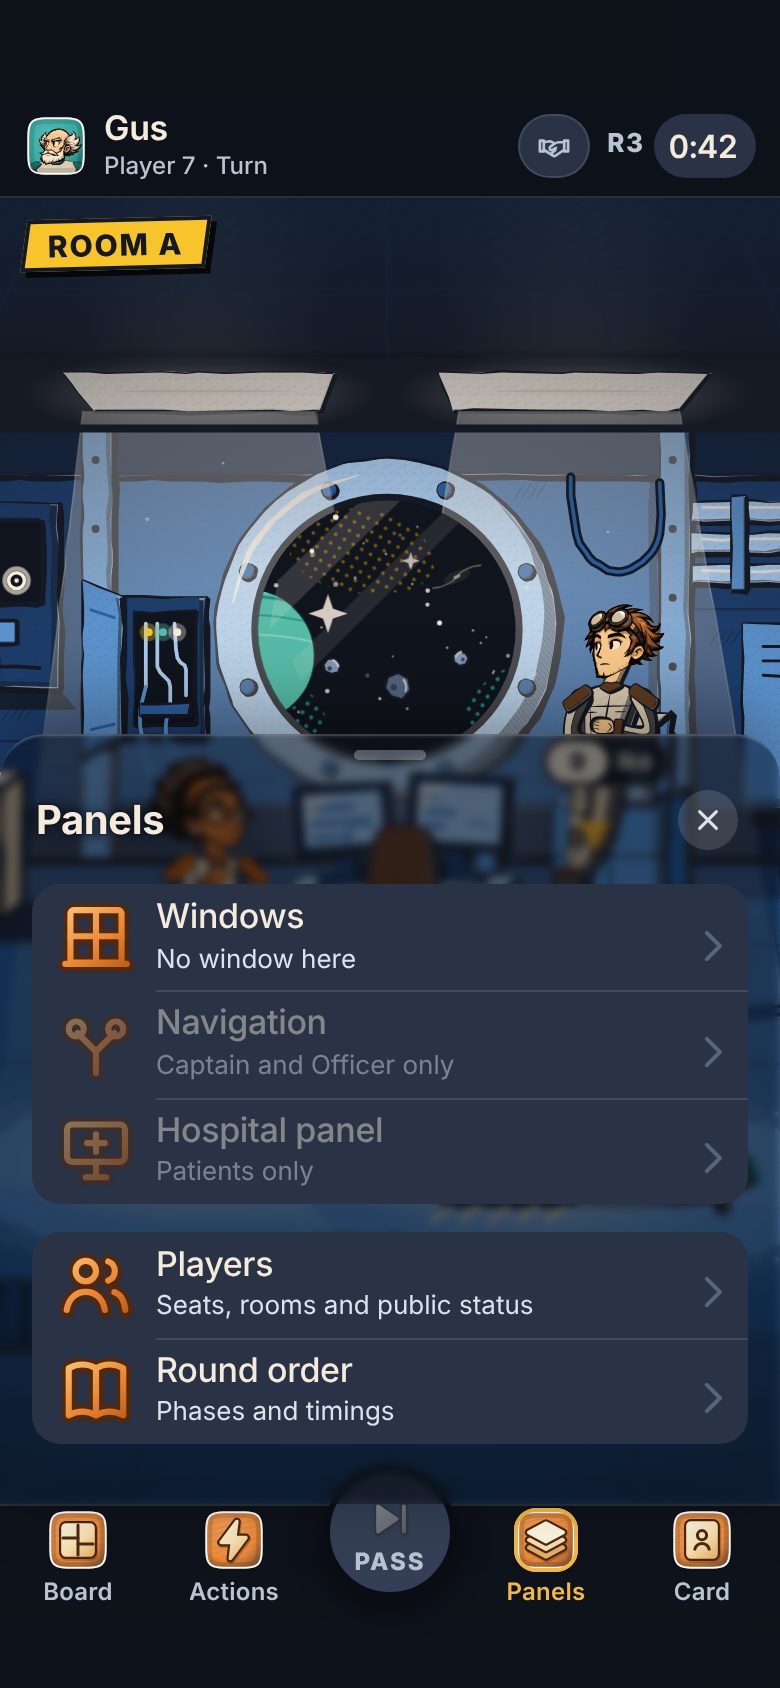 Gus
Player 7 · Turn
R3
0:42
ROOM A
Panels
Windows
No window here
Navigation
Captain and Officer only
Hospital panel
Patients only
Players
Seats, rooms and public status
Round order
Phases and timings
PASS
Board
Actions
Panels
Card